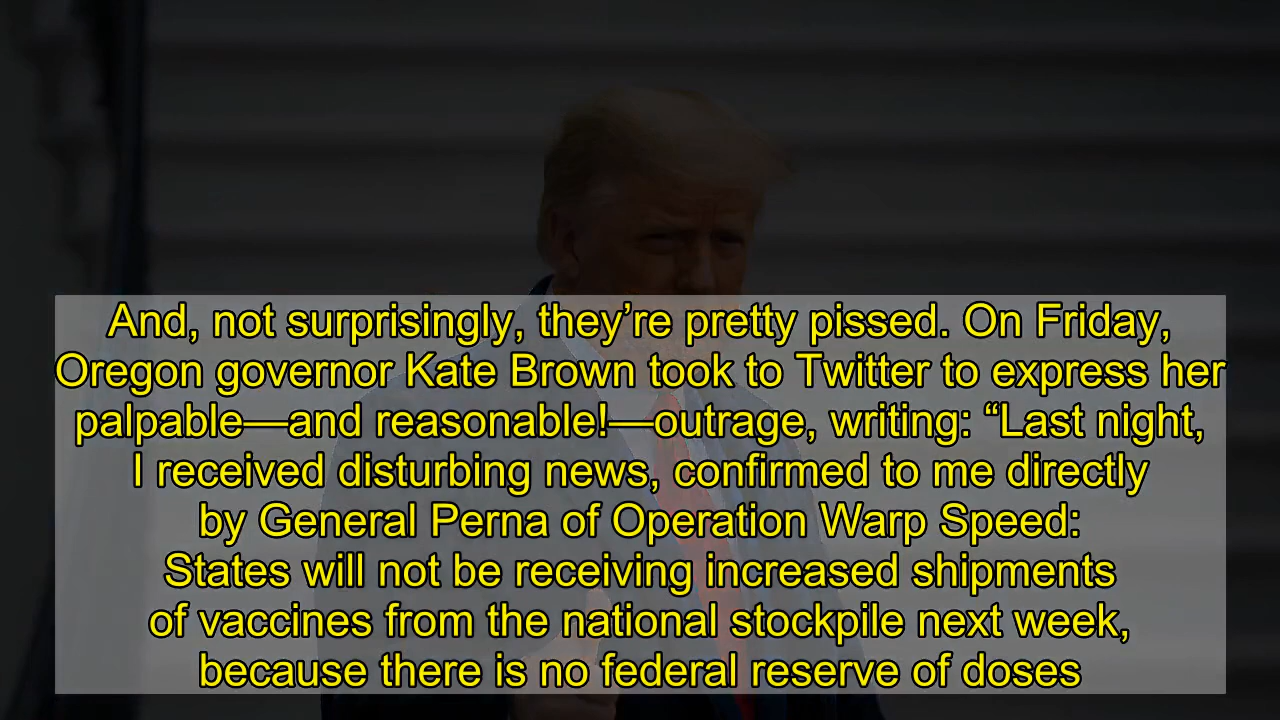 And, not surprisingly, they’re pretty pissed. On Friday,
Oregon governor Kate Brown took to Twitter to express her
palpable—and reasonable!—outrage, writing: “Last night,
I received disturbing news, confirmed to me directly
by General Perna of Operation Warp Speed:
States will not be receiving increased shipments
of vaccines from the national stockpile next week,
because there is no federal reserve of doses